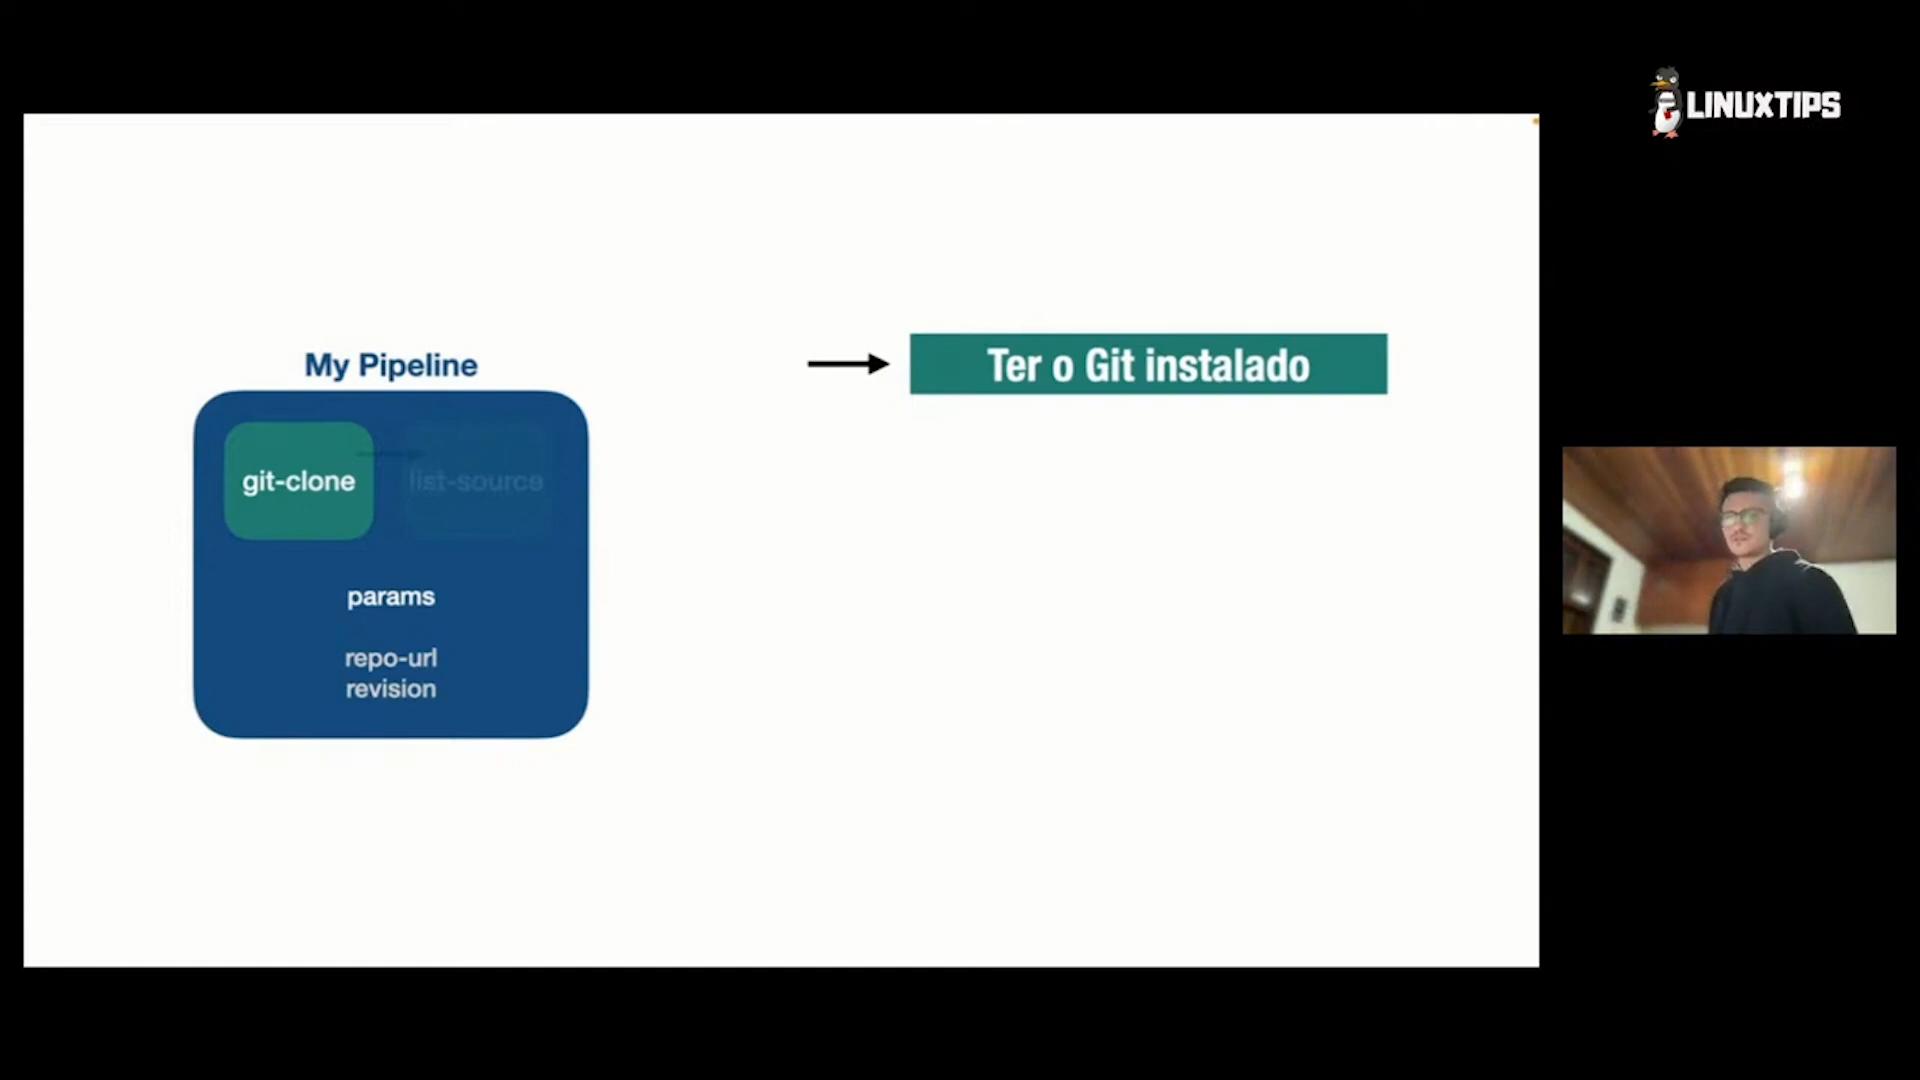 LINUXTIPS
My Pipeline
Ter o Git instalado
git-clone
list-source
params
repo-url
revision